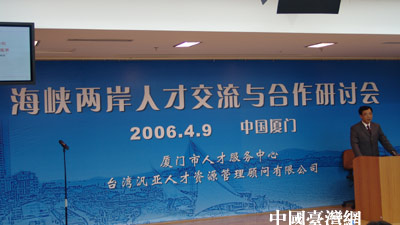 海峡两岸人才交流与合作研讨会
2006.4.9 中国厦门
厦门市人才服务中心
台湾汎亚人才资源管理顾问有限公司
中國臺灣網